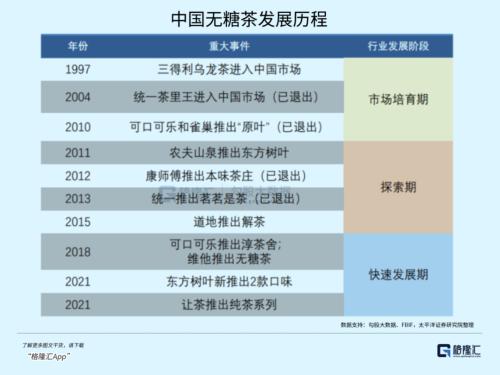 中国无糖茶发展历程
年份 重大事件 行业发展阶段
1997 三得利乌龙茶进入中国市场
2004 统一茶里王进入中国市场（已退出） 市场培育期
2010 可口可乐和雀巢推出“原叶”（已退出）
2011 农夫山泉推出东方树叶
2012 康师傅推出本味茶庄（已退出）
2013 统一推出茗茗是茶（已退出） 探索期
2015 道地推出解茶
2018 可口可乐推出淳茶舍；
维他推出无糖茶
2021 东方树叶新推出2款口味 快速发展期
2021 让茶推出纯茶系列
格隆汇 勾股大数据
数据支持：勾股大数据、FBIF、太平洋证券研究院整理
了解更多图文干货，请下载
“格隆汇App”
格隆汇